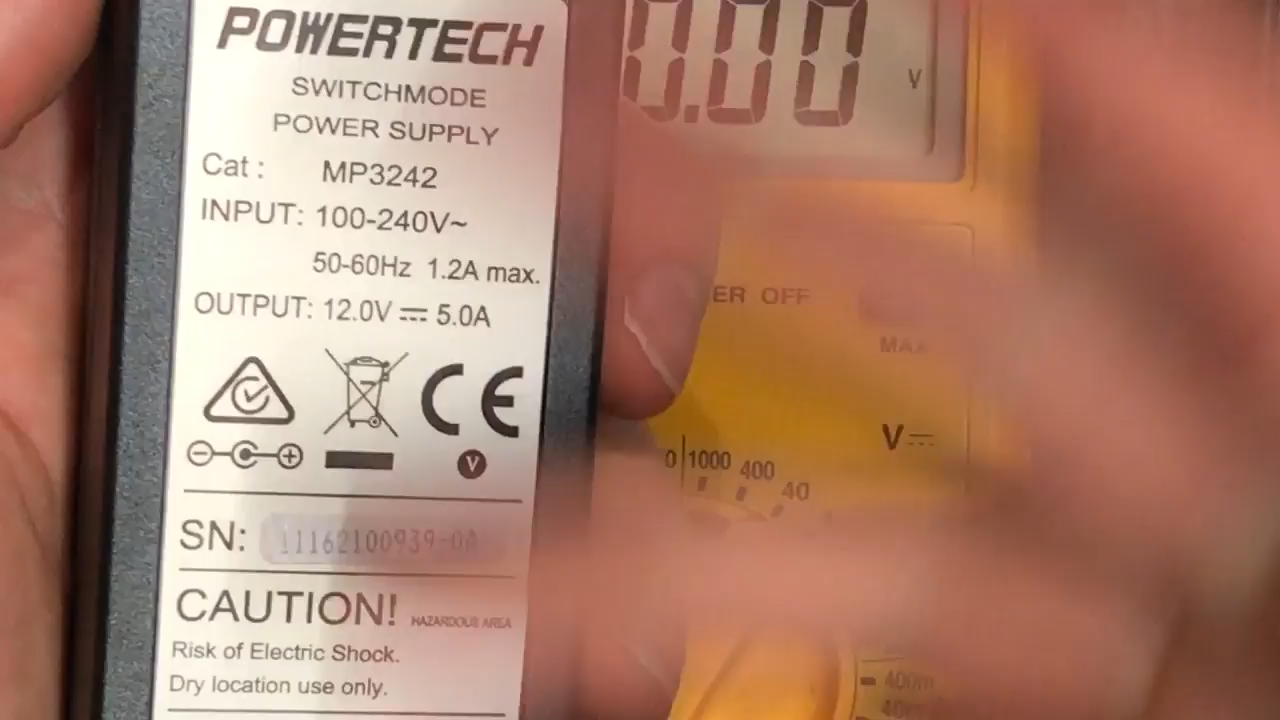 POWERTECH
SWITCHMODE
POWER SUPPLY
Cat : MP3242
INPUT: 100-240V~
50-60Hz 1.2A max.
OUTPUT: 12.0V ⎓ 5.0A
CE
V
SN: 11162100939-0A
CAUTION! HAZARDOUS AREA
Risk of Electric Shock.
Dry location use only.
0.00 V
ER OFF
MAX
V⎓
0 1000 400 40
400m